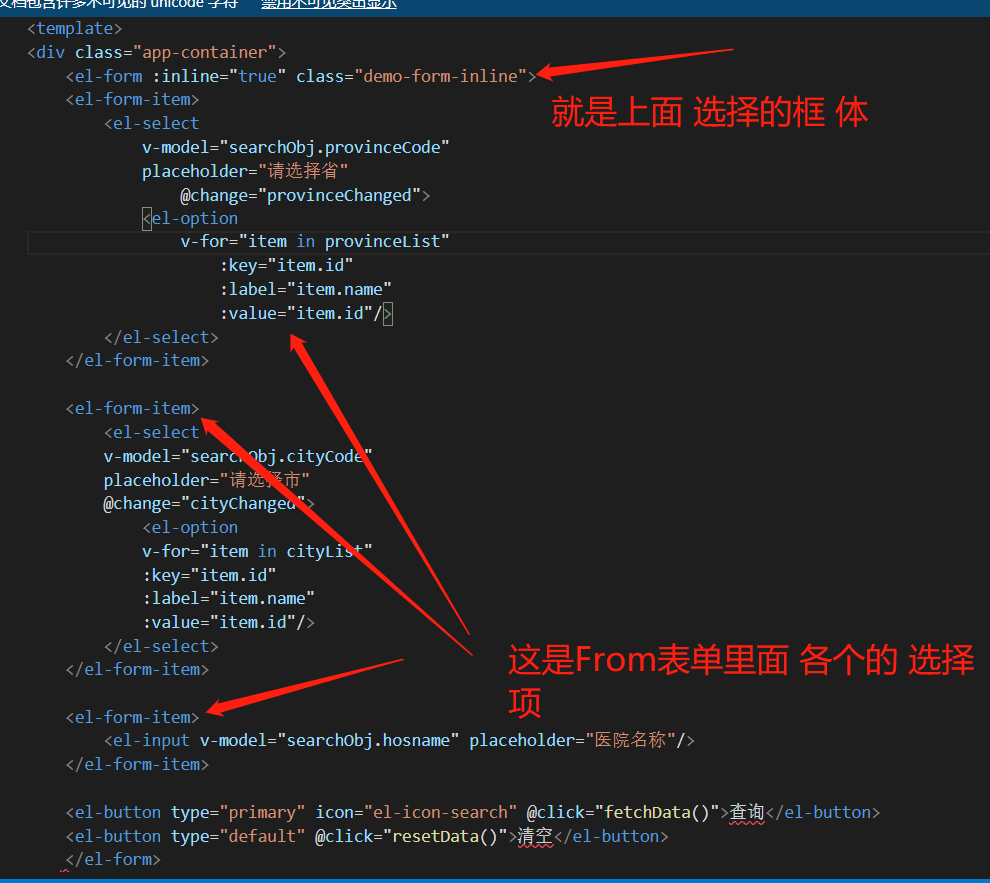 文档包含许多不可见的 unicode 字符 禁用不可见突出显示
<template>
<div class="app-container">
<el-form :inline="true" class="demo-form-inline">
就是上面 选择的框 体
<el-form-item>
<el-select
v-model="searchObj.provinceCode"
placeholder="请选择省"
@change="provinceChanged">
<el-option
v-for="item in provinceList"
:key="item.id"
:label="item.name"
:value="item.id"/>
</el-select>
</el-form-item>
<el-form-item>
<el-select
v-model="searchObj.cityCode"
placeholder="请选择市"
@change="cityChanged">
<el-option
v-for="item in cityList"
:key="item.id"
:label="item.name"
:value="item.id"/>
</el-select>
</el-form-item>
这是From表单里面 各个的 选择
项
<el-form-item>
<el-input v-model="searchObj.hosname" placeholder="医院名称"/>
</el-form-item>
<el-button type="primary" icon="el-icon-search" @click="fetchData()">查询</el-button>
<el-button type="default" @click="resetData()">清空</el-button>
</el-form>